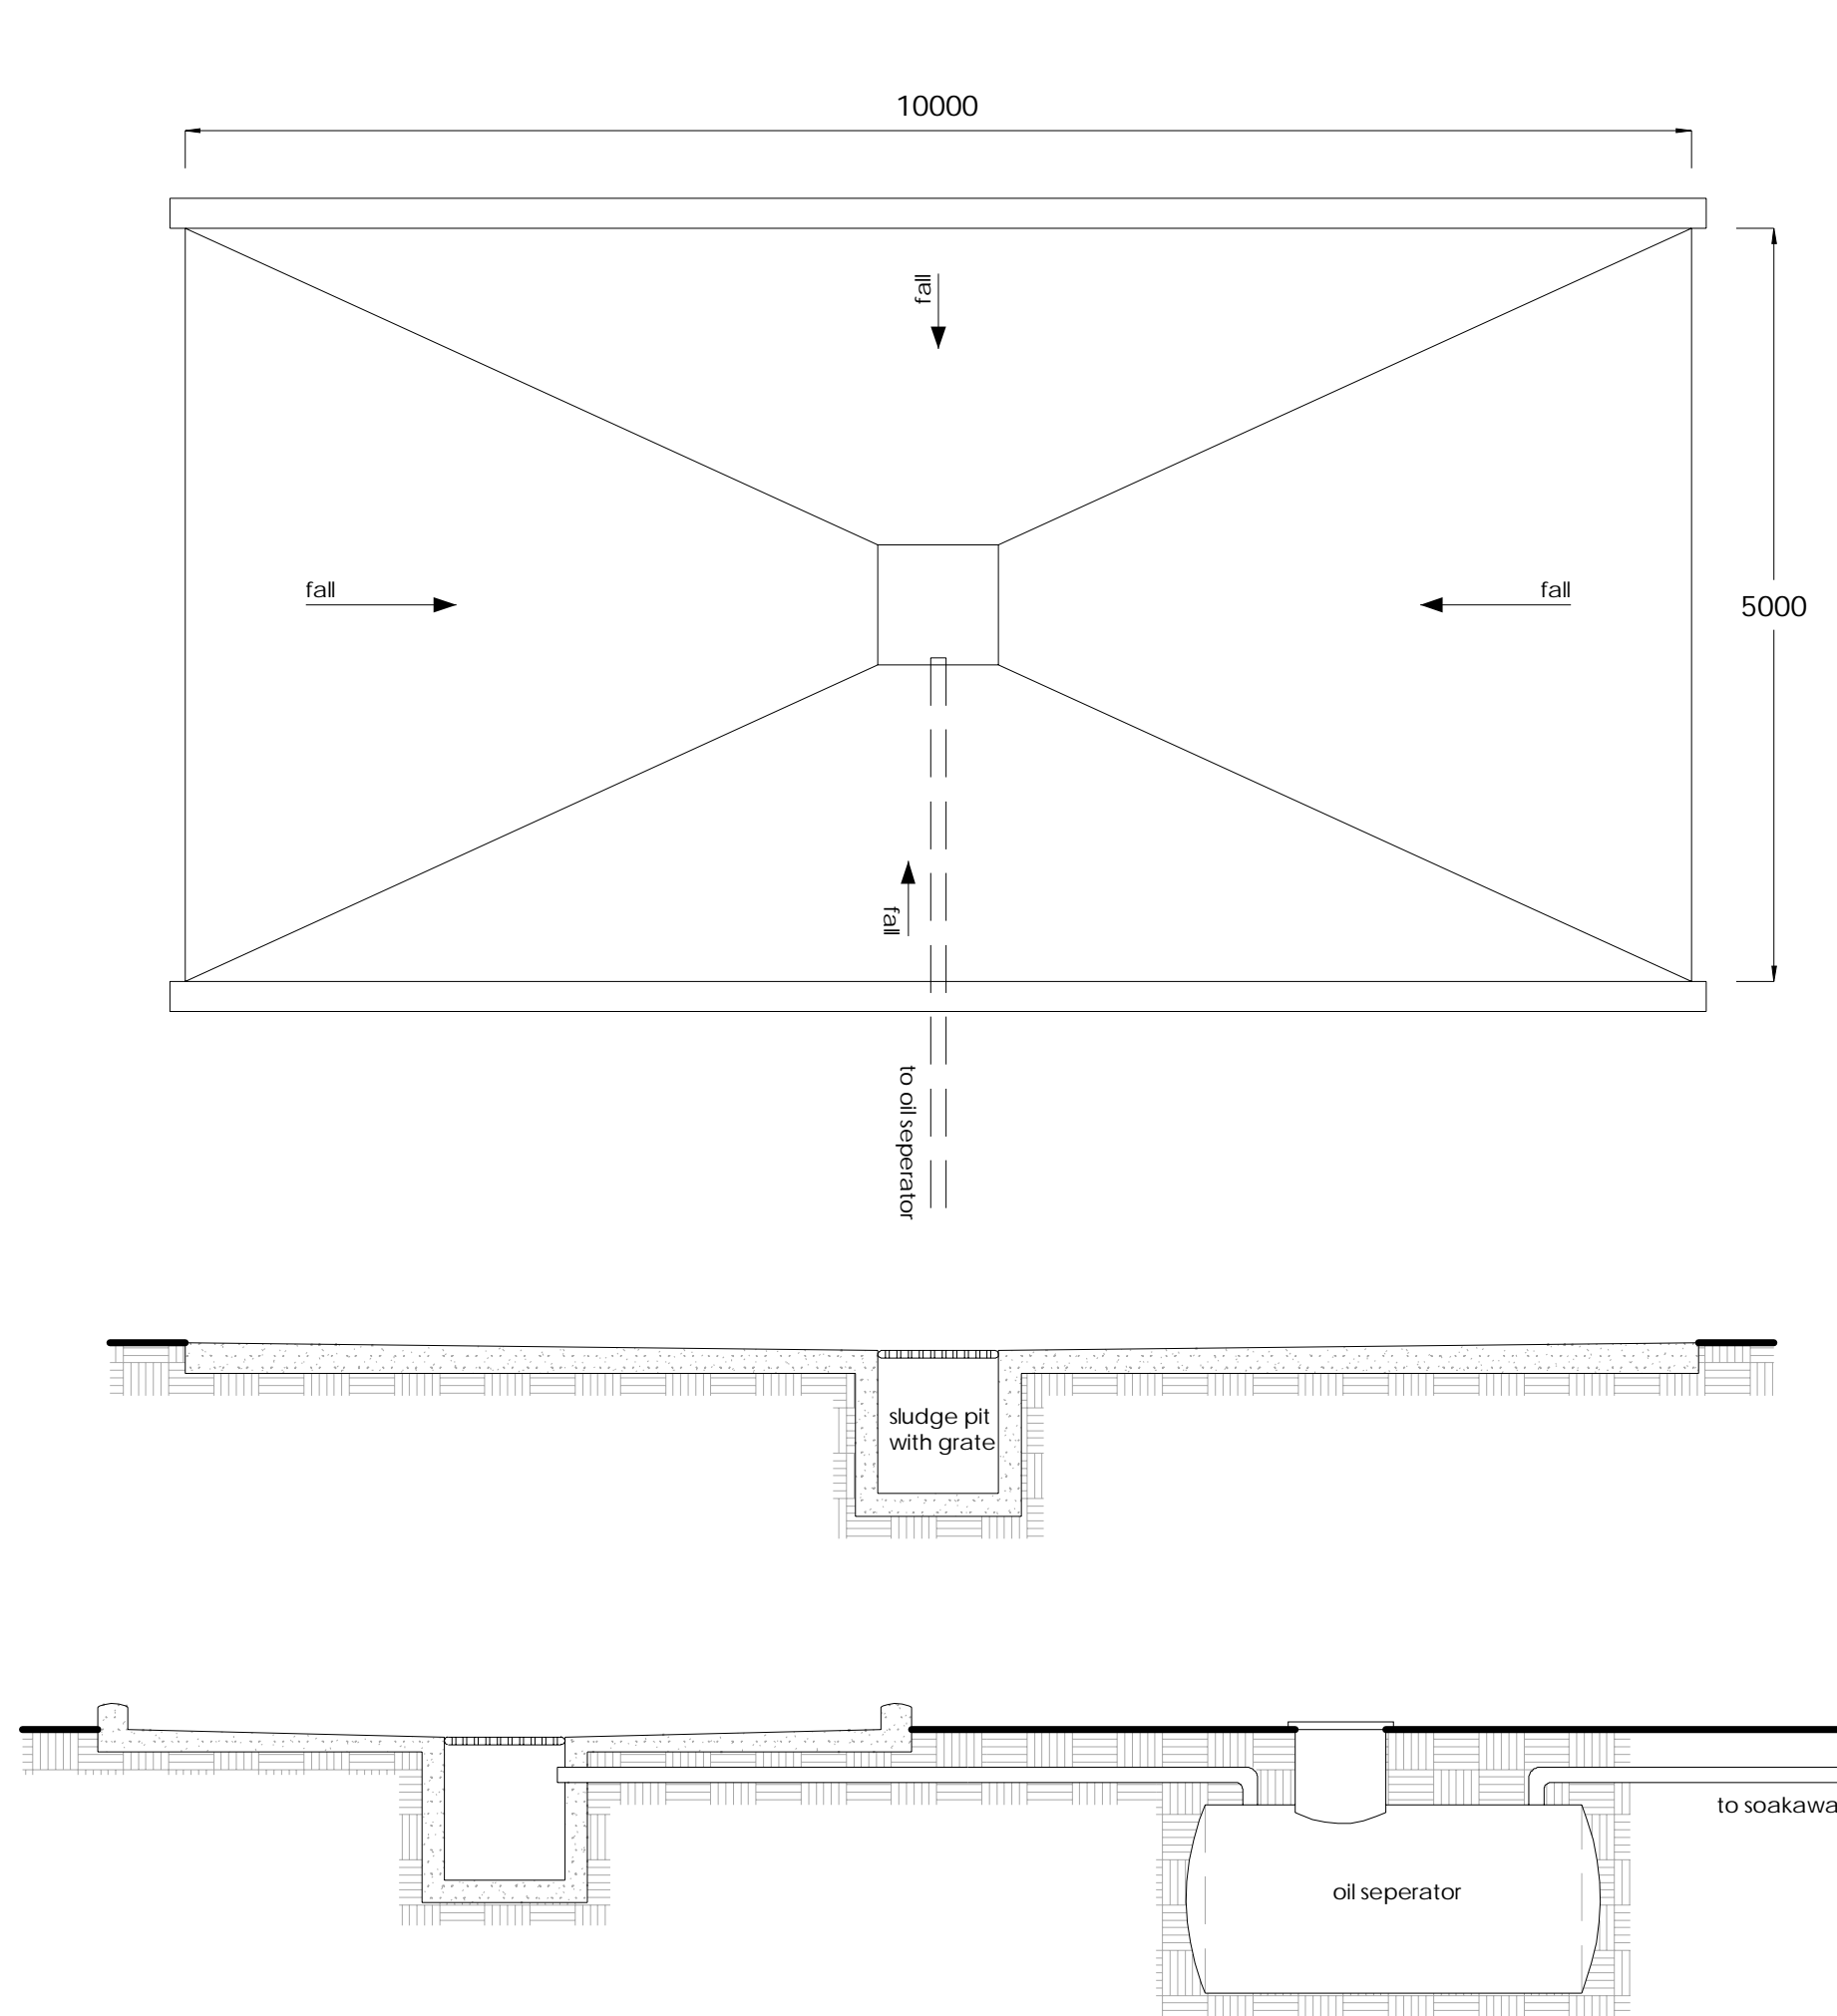 10000
fall
fall
fall
5000
fall
to oil seperator
sludge pit
with grate
to soakawa
oil seperator